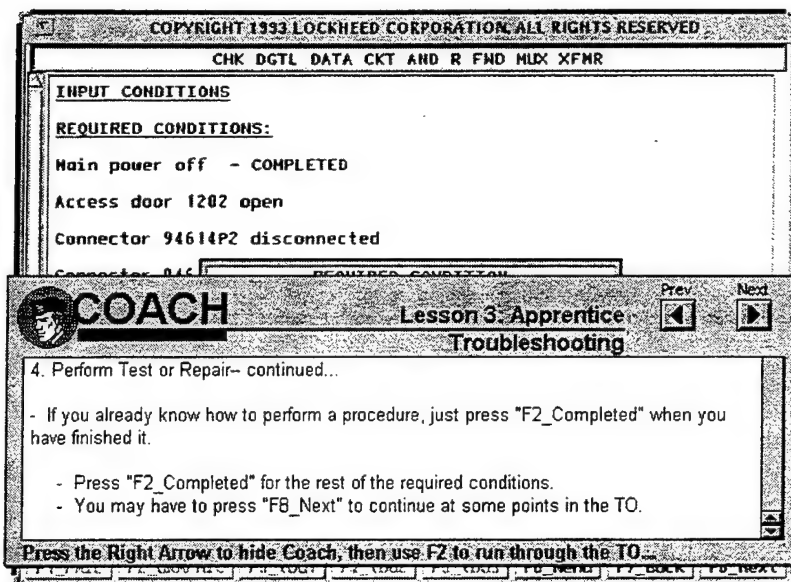 COPYRIGHT 1993 LOCKHEED CORPORATION, ALL RIGHTS RESERVED
CHK DGTL DATA CKT AND R FWD MUX XFMR
INPUT CONDITIONS
REQUIRED CONDITIONS:
Main power off - COMPLETED
Access door 1202 open
Connector 94614P2 disconnected
Connector
REQUIRED CONDITION
COACH
Lesson 3: Apprentice
Troubleshooting
Prev
Next
4. Perform Test or Repair-- continued...
- If you already know how to perform a procedure, just press "F2_Completed" when you
have finished it.
- Press "F2_Completed" for the rest of the required conditions.
- You may have to press "F8_Next" to continue at some points in the TO.
Press the Right Arrow to hide Coach, then use F2 to run through the TO...